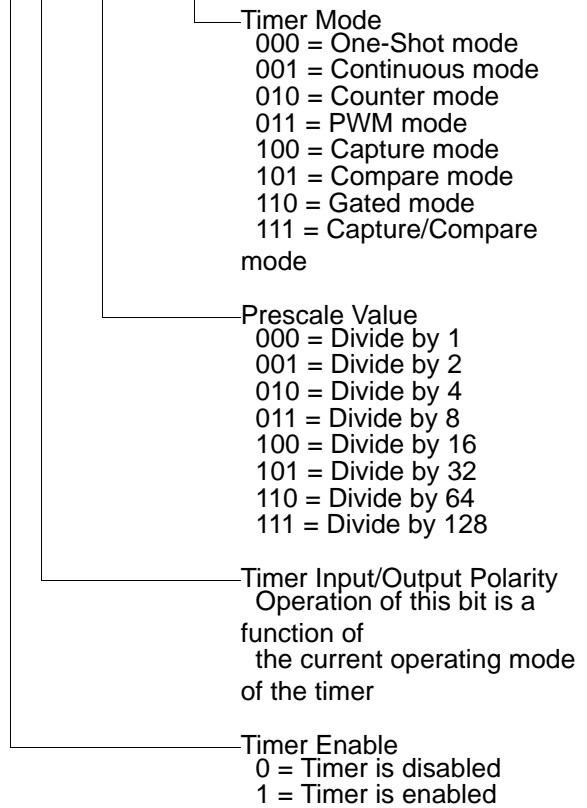 Timer Mode
000 = One-Shot mode
001 = Continuous mode
010 = Counter mode
011 = PWM mode
100 = Capture mode
101 = Compare mode
110 = Gated mode
111 = Capture/Compare
mode
Prescale Value
000 = Divide by 1
001 = Divide by 2
010 = Divide by 4
011 = Divide by 8
100 = Divide by 16
101 = Divide by 32
110 = Divide by 64
111 = Divide by 128
Timer Input/Output Polarity
Operation of this bit is a
function of
the current operating mode
of the timer
Timer Enable
0 = Timer is disabled
1 = Timer is enabled